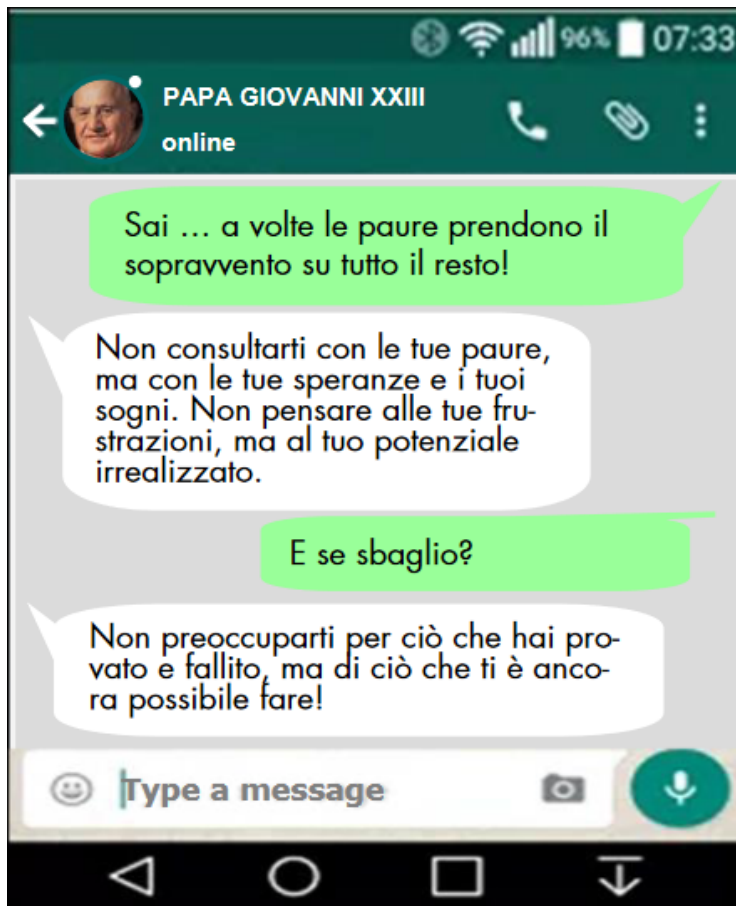 96% 07:33
PAPA GIOVANNI XXIII
online
Sai … a volte le paure prendono il
sopravvento su tutto il resto!
Non consultarti con le tue paure,
ma con le tue speranze e i tuoi
sogni. Non pensare alle tue fru-
strazioni, ma al tuo potenziale
irrealizzato.
E se sbaglio?
Non preoccuparti per ciò che hai pro-
vato e fallito, ma di ciò che ti è anco-
ra possibile fare!
Type a message